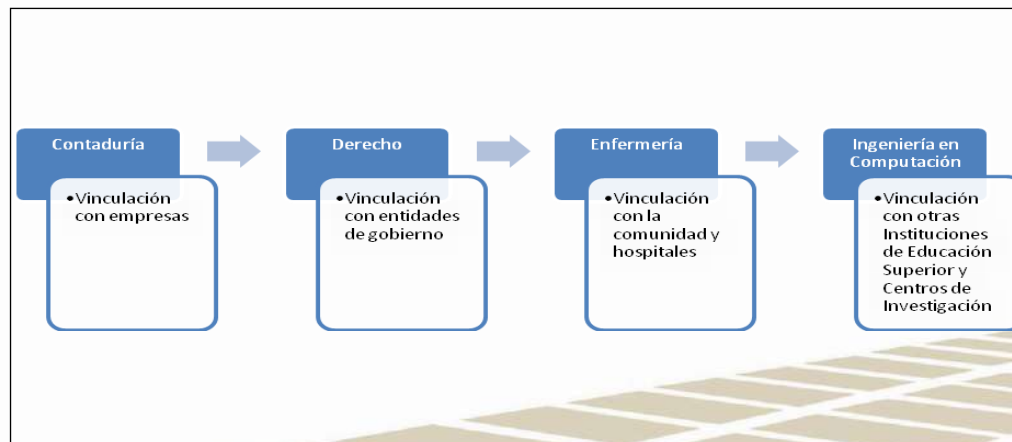 Contaduría
•Vinculación
con empresas
Derecho
•Vinculación
con entidades
de gobierno
Enfermería
•Vinculación
con la
comunidad y
hospitales
Ingeniería en
Computación
•Vinculación
con otras
Instituciones
de Educación
Superior y
Centros de
Investigación